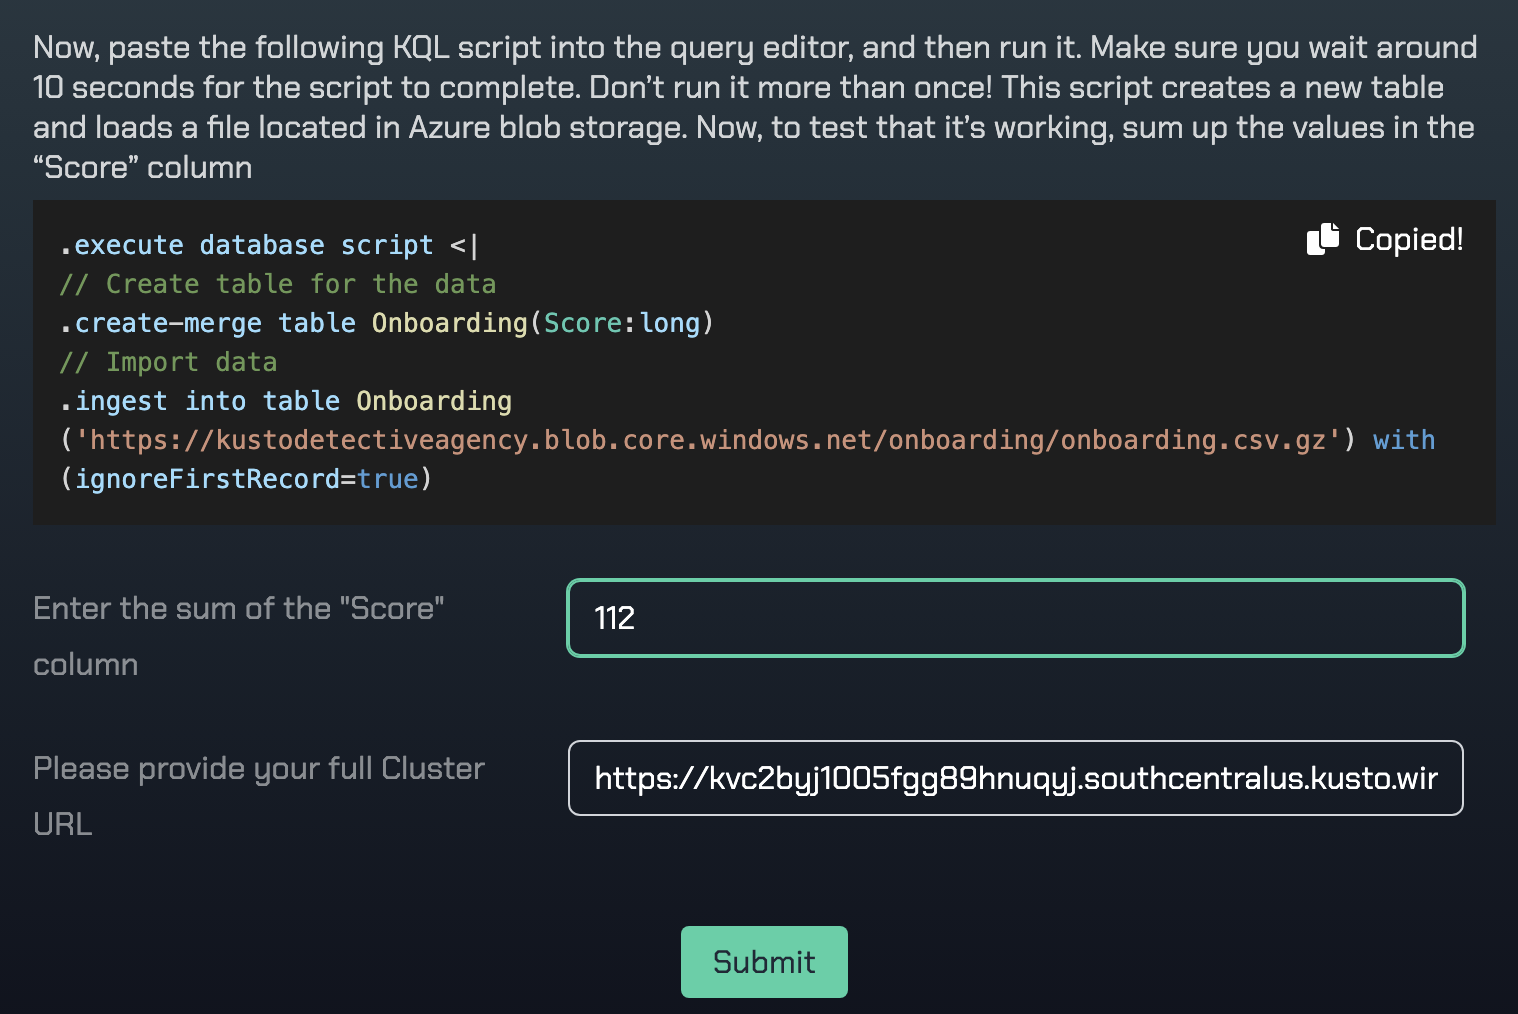 Now, paste the following KQL script into the query editor, and then run it. Make sure you wait around
10 seconds for the script to complete. Don’t run it more than once! This script creates a new table
and loads a file located in Azure blob storage. Now, to test that it’s working, sum up the values in the
“Score” column
.execute database script <|
Copied!
// Create table for the data
.create-merge table Onboarding(Score:long)
// Import data
.ingest into table Onboarding
('https://kustodetectiveagency.blob.core.windows.net/onboarding/onboarding.csv.gz') with
(ignoreFirstRecord=true)
Enter the sum of the "Score"
column
112
Please provide your full Cluster
URL
https://kvc2byj1005fgg89hnuqyj.southcentralus.kusto.wir
Submit